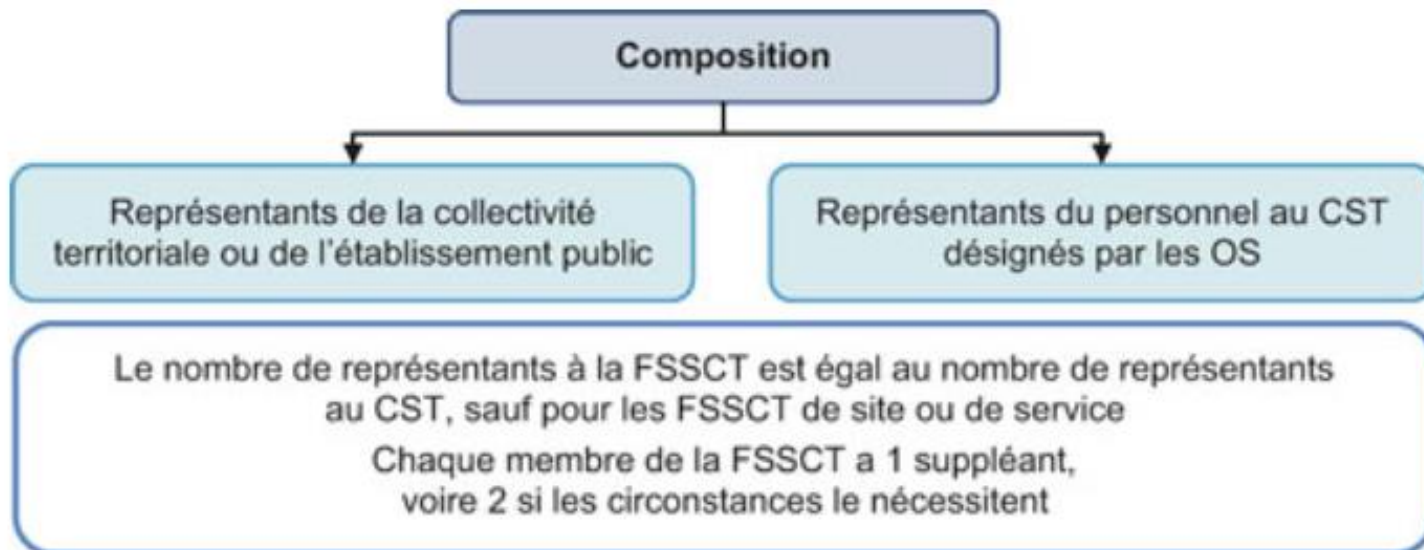 Composition
Représentants de la collectivité
territoriale ou de l'établissement public
Représentants du personnel au CST
désignés par les OS
Le nombre de représentants à la FSSCT est égal au nombre de représentants
au CST, sauf pour les FSSCT de site ou de service
Chaque membre de la FSSCT a 1 suppléant,
voire 2 si les circonstances le nécessitent